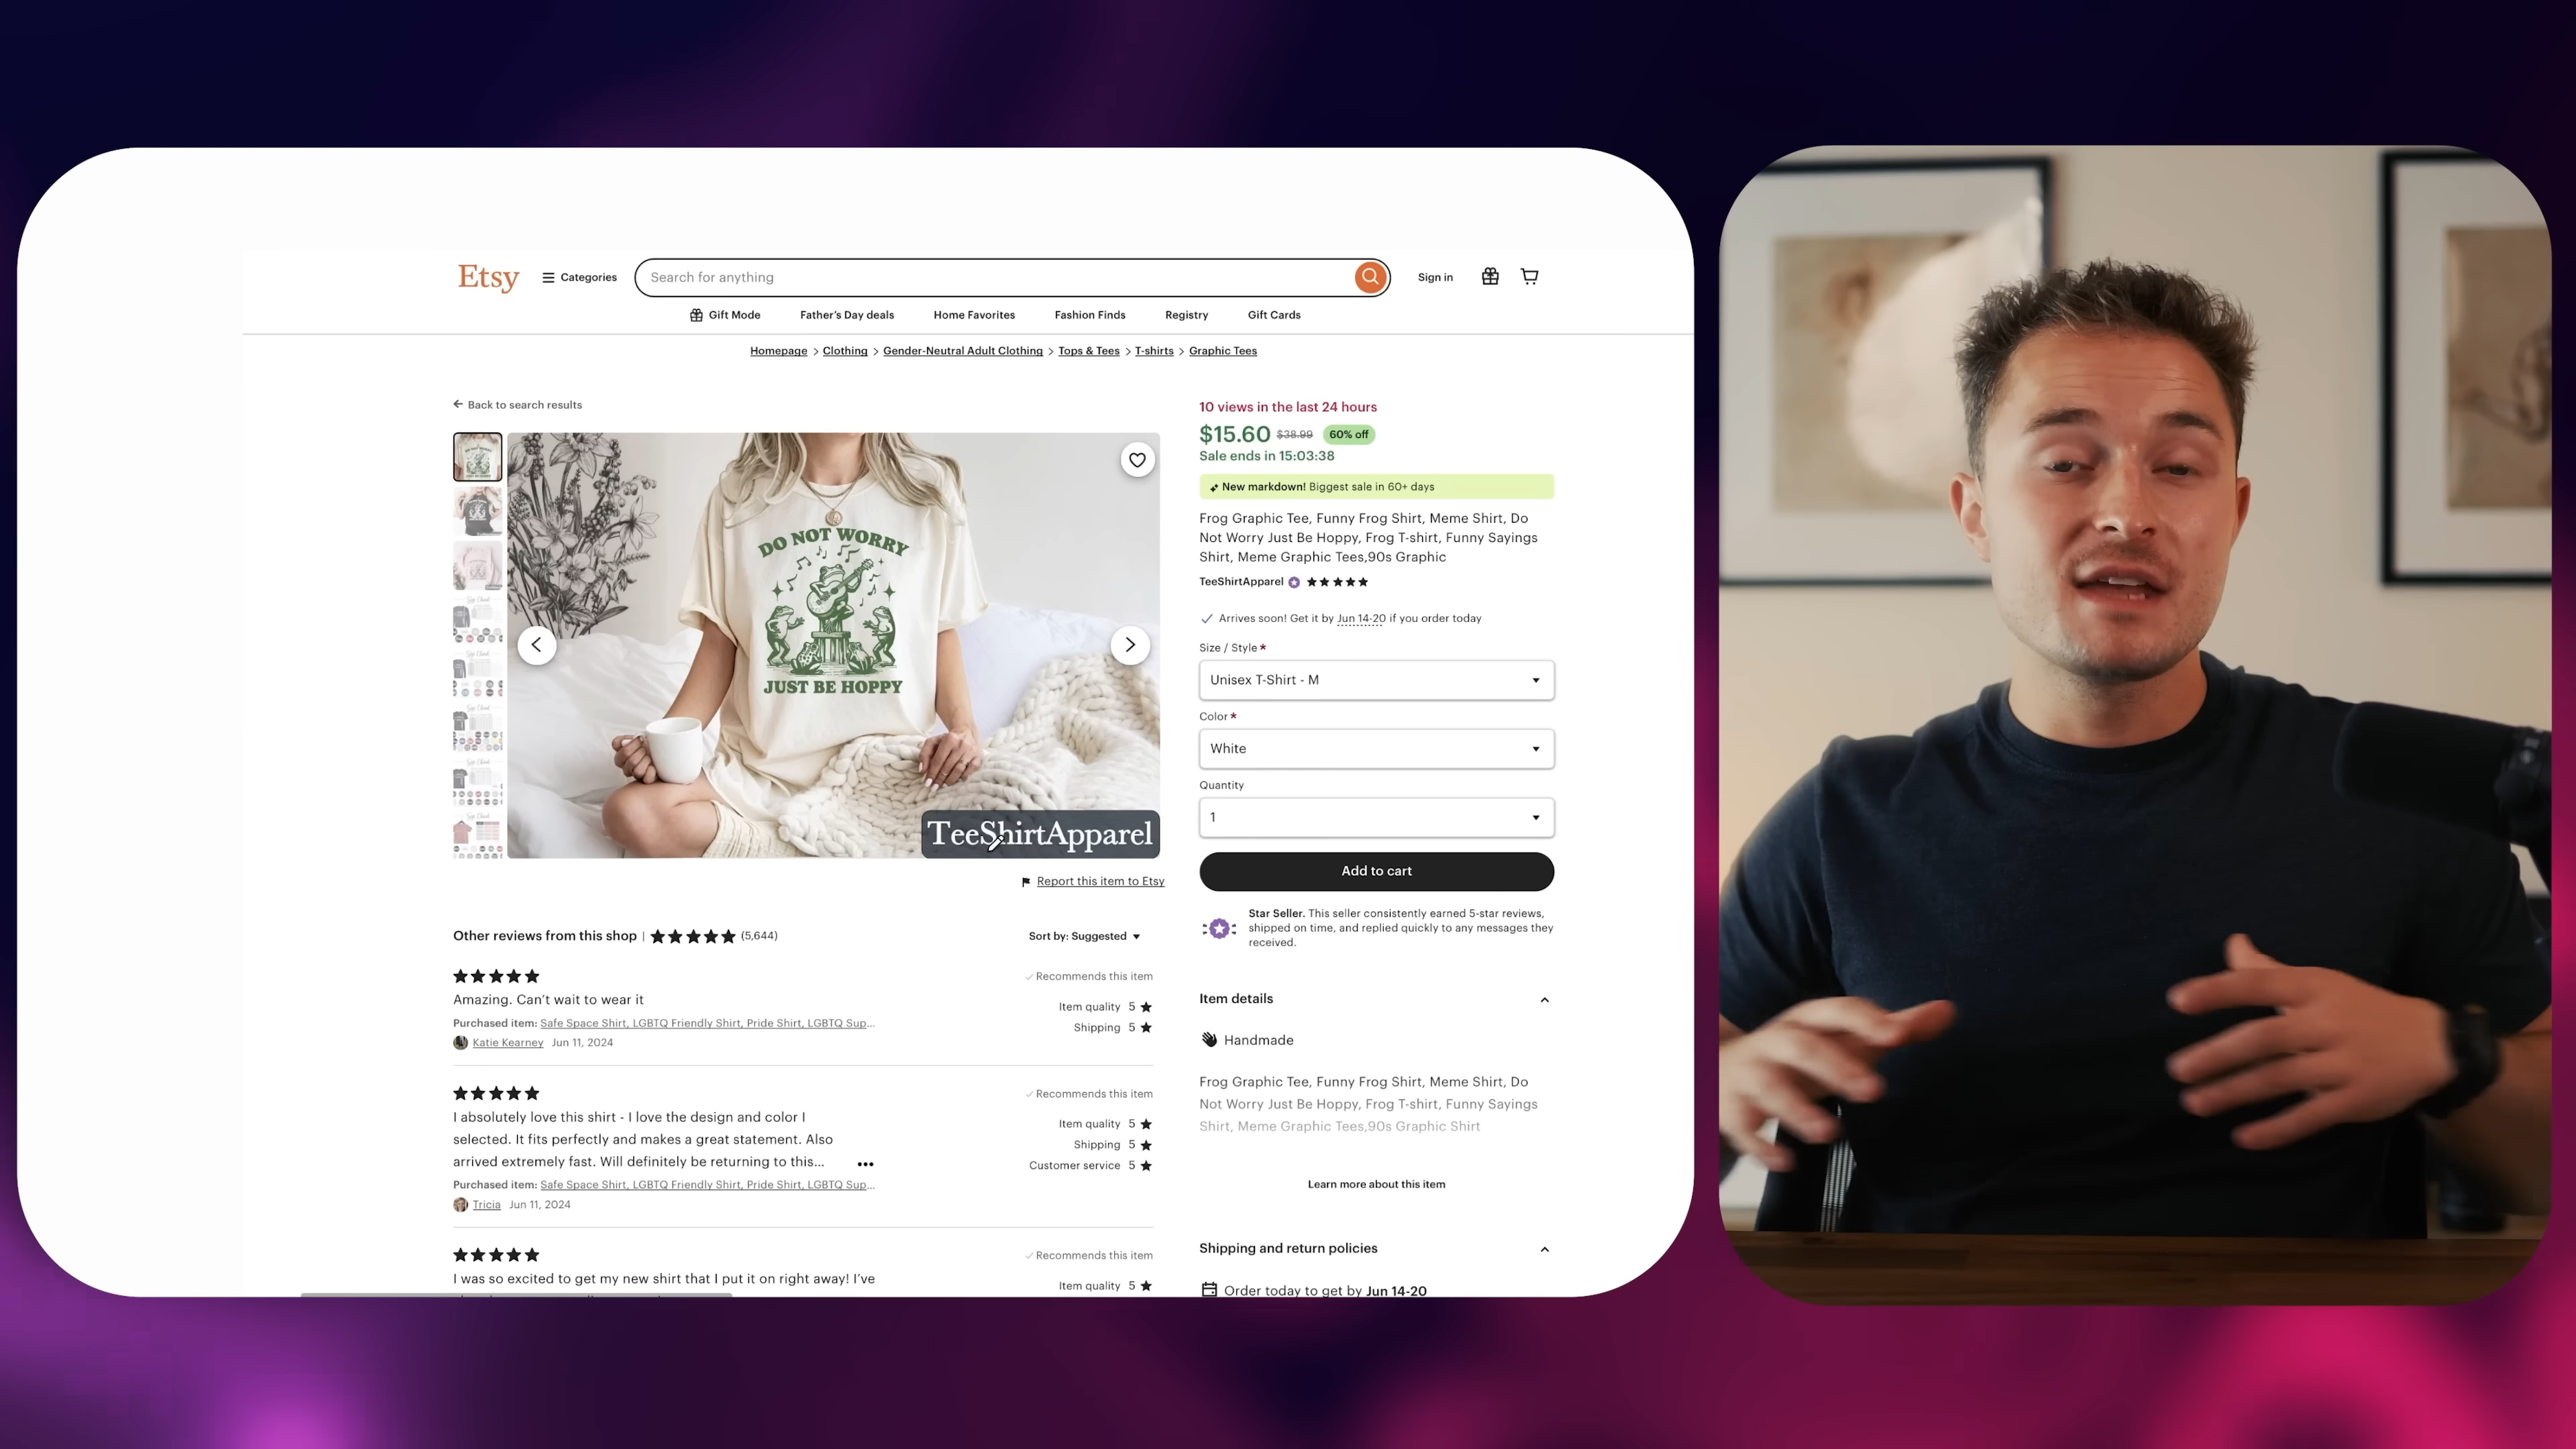 Etsy
Categories
Search for anything
Sign in
Gift Mode
Father's Day deals
Home Favorites
Fashion Finds
Registry
Gift Cards
Homepage > Clothing > Gender-Neutral Adult Clothing > Tops & Tees > T-shirts > Graphic Tees
Back to search results
DO NOT WORRY
JUST BE HOPPY
TeeShirtApparel
Report this item to Etsy
Other reviews from this shop | (5,644)
Sort by: Suggested
Recommends this item
Amazing. Can't wait to wear it
Item quality 5
Purchased item: Safe Space Shirt, LGBTQ Friendly Shirt, Pride Shirt, LGBTQ Sup...
Shipping 5
Katie Kearney Jun 11, 2024
Recommends this item
I absolutely love this shirt - I love the design and color I
selected. It fits perfectly and makes a great statement. Also
arrived extremely fast. Will definitely be returning to this...
Item quality 5
Shipping 5
Customer service 5
Purchased item: Safe Space Shirt, LGBTQ Friendly Shirt, Pride Shirt, LGBTQ Sup...
Tricia Jun 11, 2024
Recommends this item
I was so excited to get my new shirt that I put it on right away! I've
Item quality 5
10 views in the last 24 hours
$15.60 $38.99 60% off
Sale ends in 15:03:38
New markdown! Biggest sale in 60+ days
Frog Graphic Tee, Funny Frog Shirt, Meme Shirt, Do
Not Worry Just Be Hoppy, Frog T-shirt, Funny Sayings
Shirt, Meme Graphic Tees,90s Graphic
TeeShirtApparel
Arrives soon! Get it by Jun 14-20 if you order today
Size / Style *
Unisex T-Shirt - M
Color *
White
Quantity
1
Add to cart
Star Seller. This seller consistently earned 5-star reviews,
shipped on time, and replied quickly to any messages they
received.
Item details
Handmade
Frog Graphic Tee, Funny Frog Shirt, Meme Shirt, Do
Not Worry Just Be Hoppy, Frog T-shirt, Funny Sayings
Shirt, Meme Graphic Tees,90s Graphic Shirt
Learn more about this item
Shipping and return policies
Order today to get by Jun 14-20